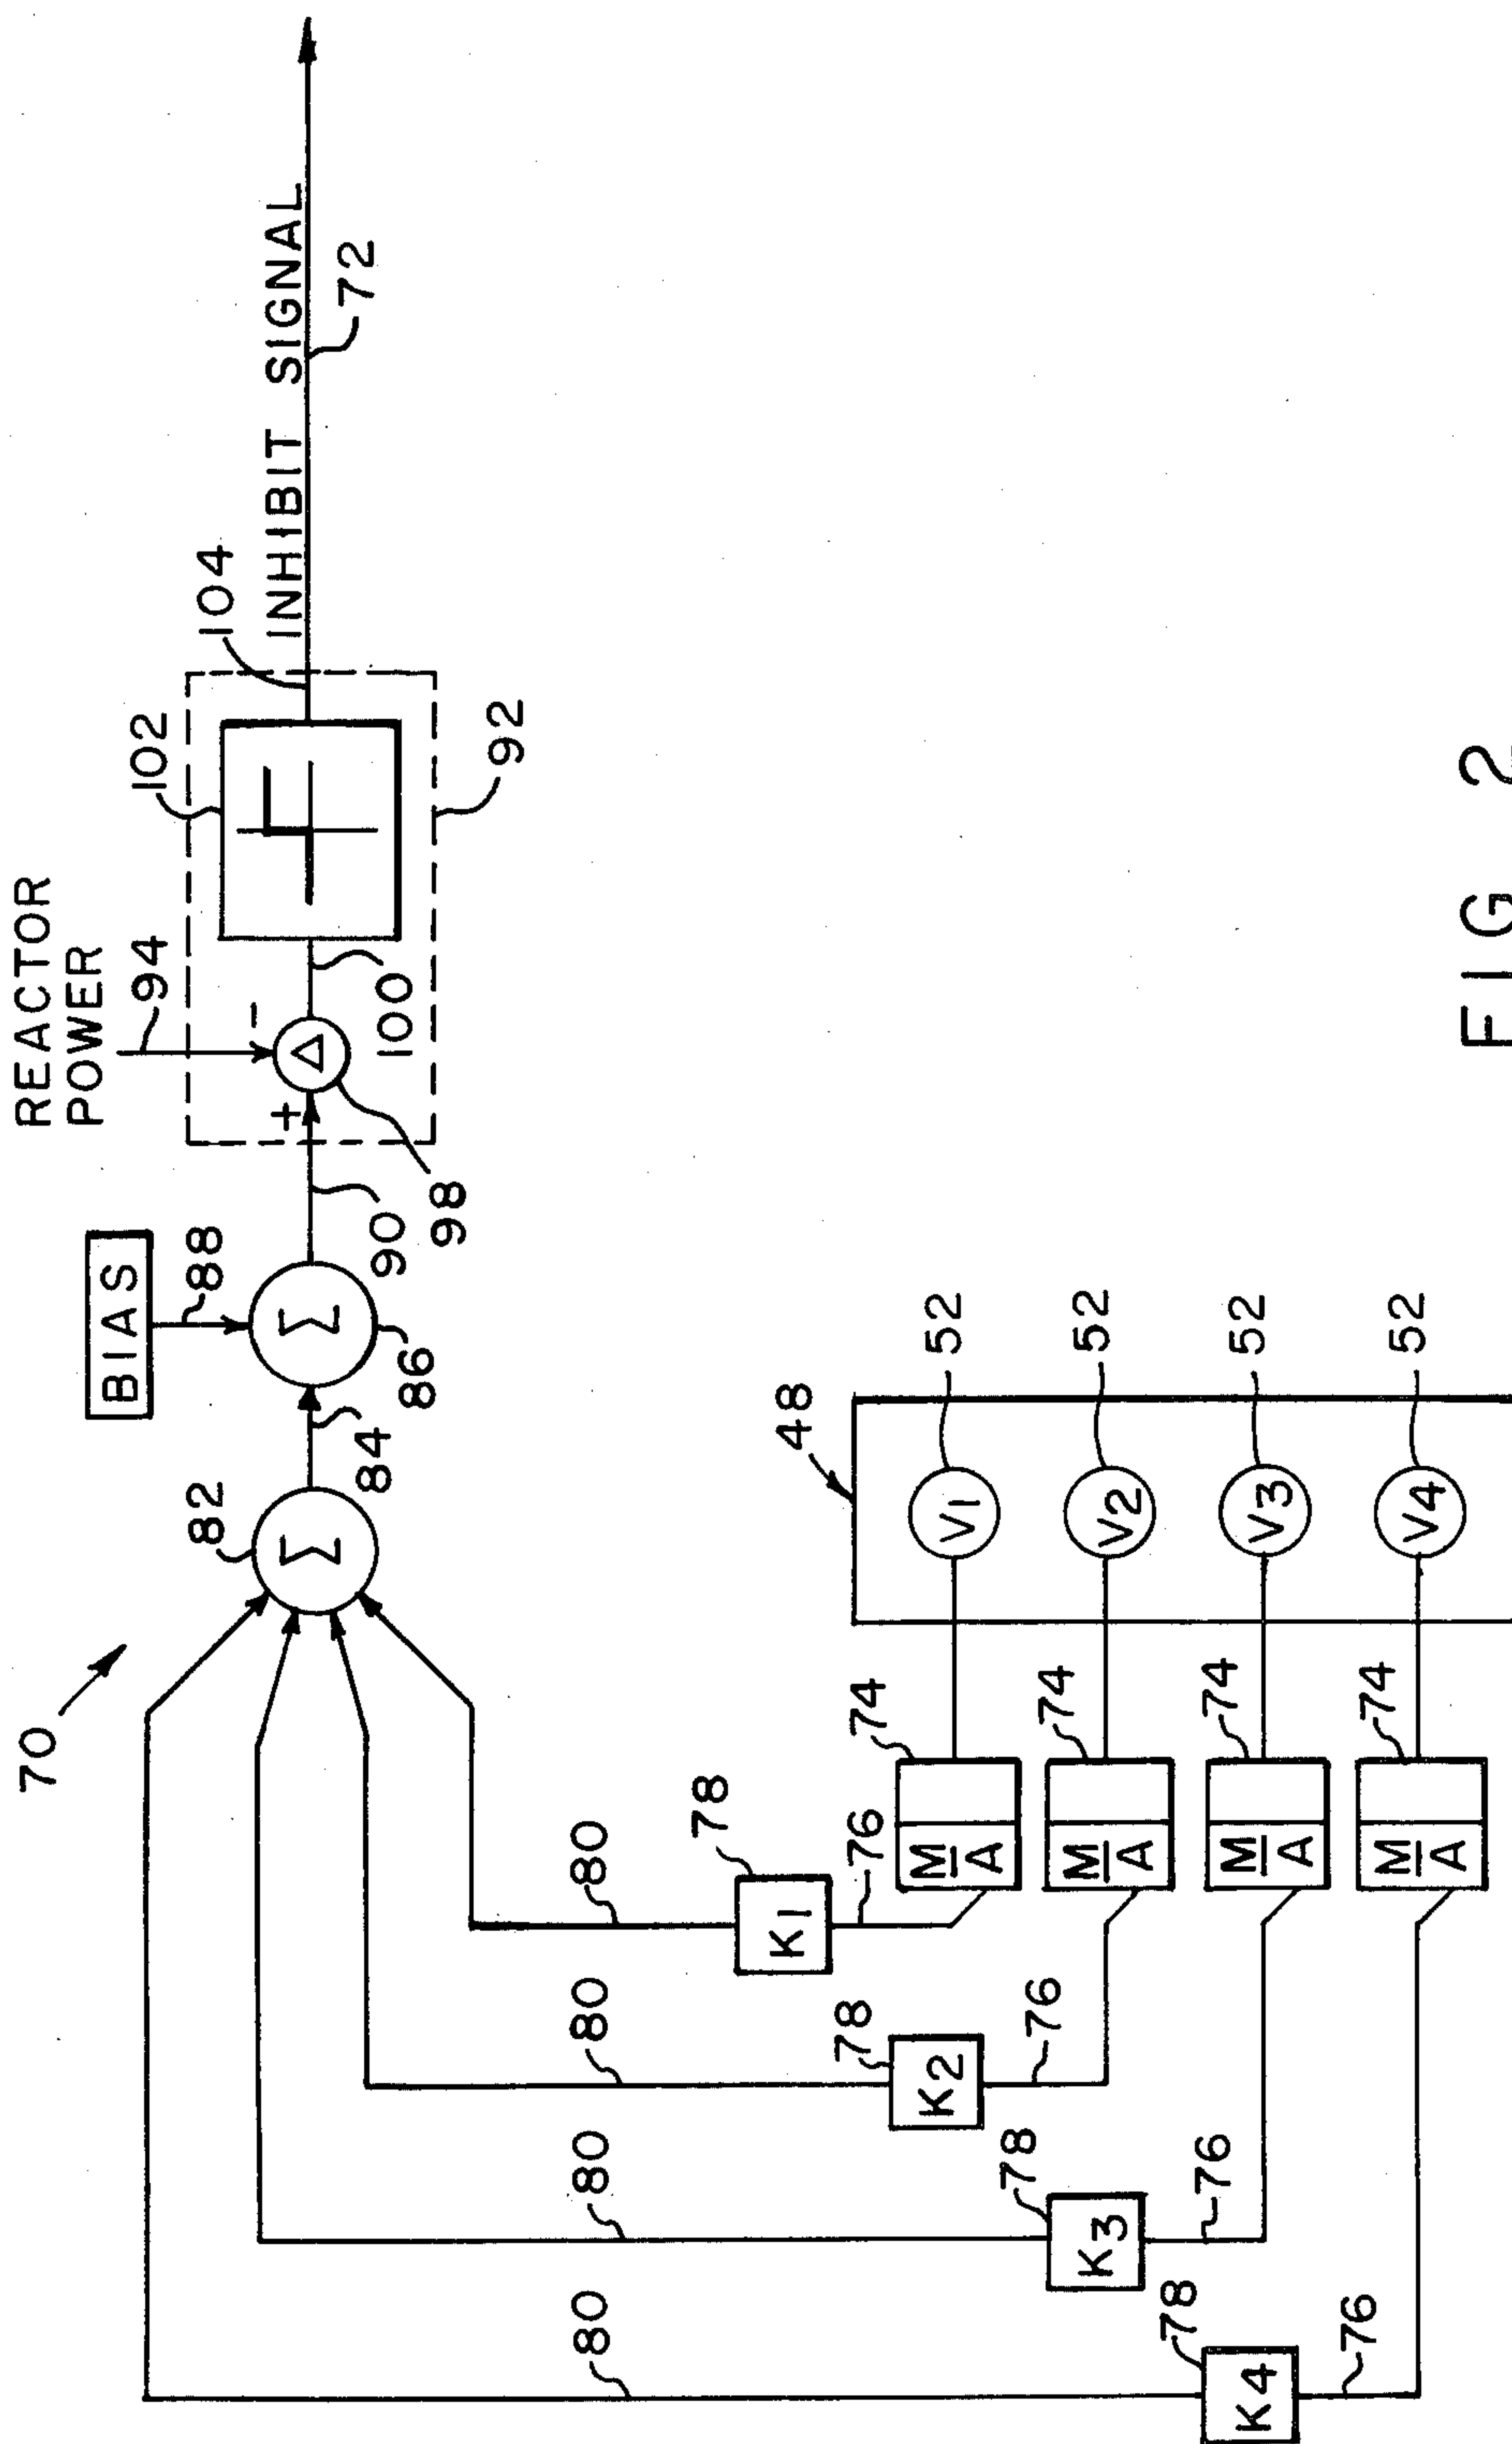 70
82
84
BIAS
88
86
90
98
REACTOR
POWER
94
+
-
100
102
92
104
INHIBIT SIGNAL
72
Σ
Σ
Δ
80
80
80
80
78
K1
78
K2
78
K3
78
K4
76
76
76
76
74
M/A
74
M/A
74
M/A
74
M/A
48
V1
52
V2
52
V3
52
V4
52
FIG 2